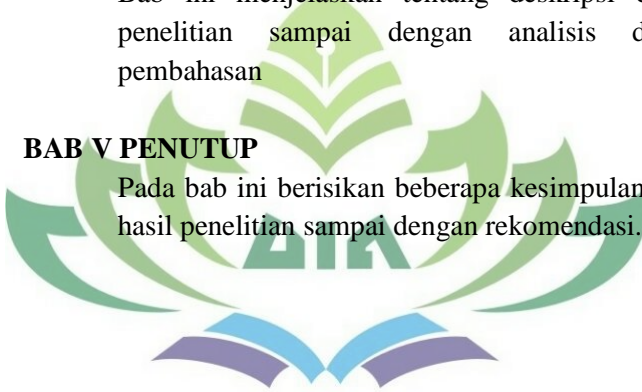 penelitian sampai dengan analisis d
pembahasan
BAB V PENUTUP
Pada bab ini berisikan beberapa kesimpulan
hasil penelitian sampai dengan rekomendasi.